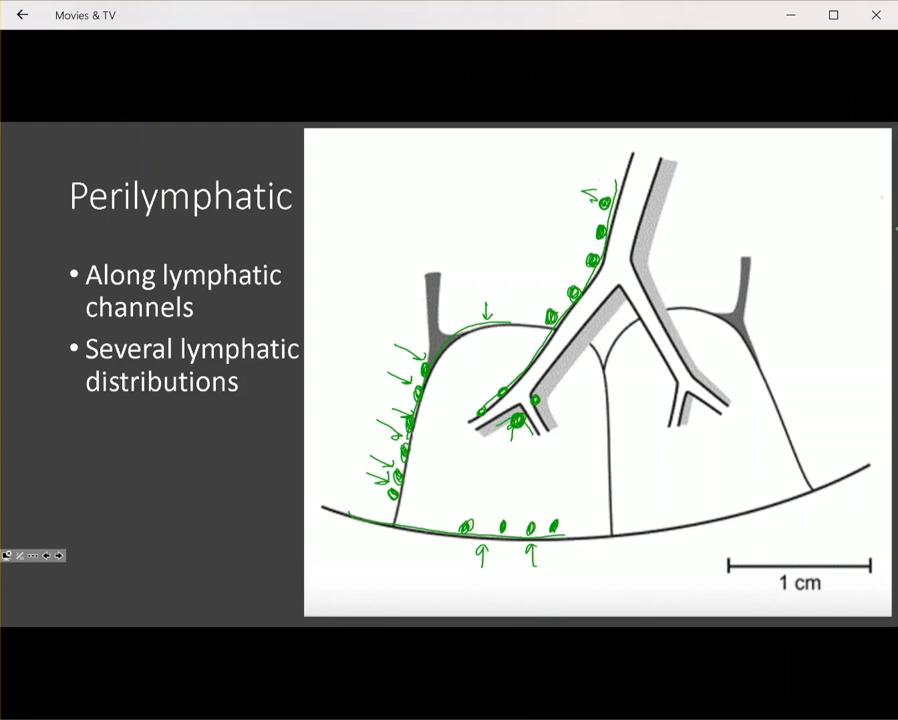 Movies & TV
Perilymphatic
• Along lymphatic
channels
• Several lymphatic
distributions
1 cm